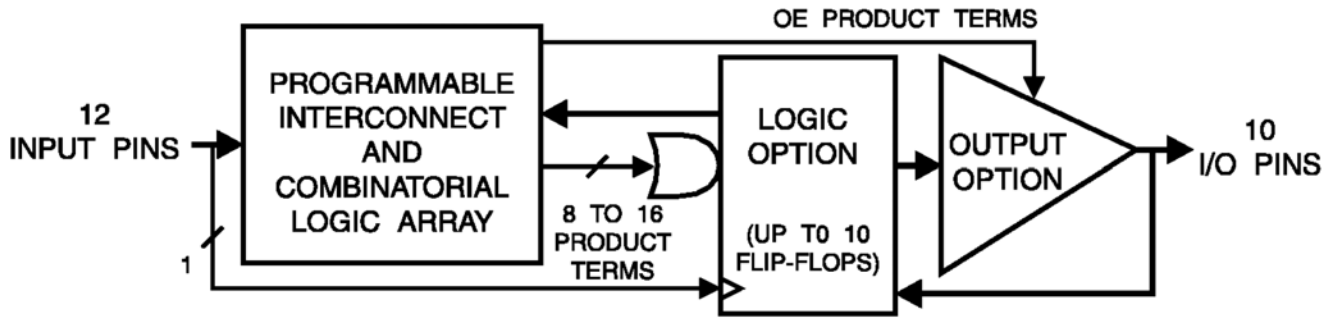 OE PRODUCT TERMS
12
INPUT PINS
PROGRAMMABLE
INTERCONNECT
AND
COMBINATORIAL
LOGIC ARRAY
8 TO 16
PRODUCT
TERMS
1
LOGIC
OPTION
(UP T0 10
FLIP-FLOPS)
OUTPUT
OPTION
10
I/O PINS